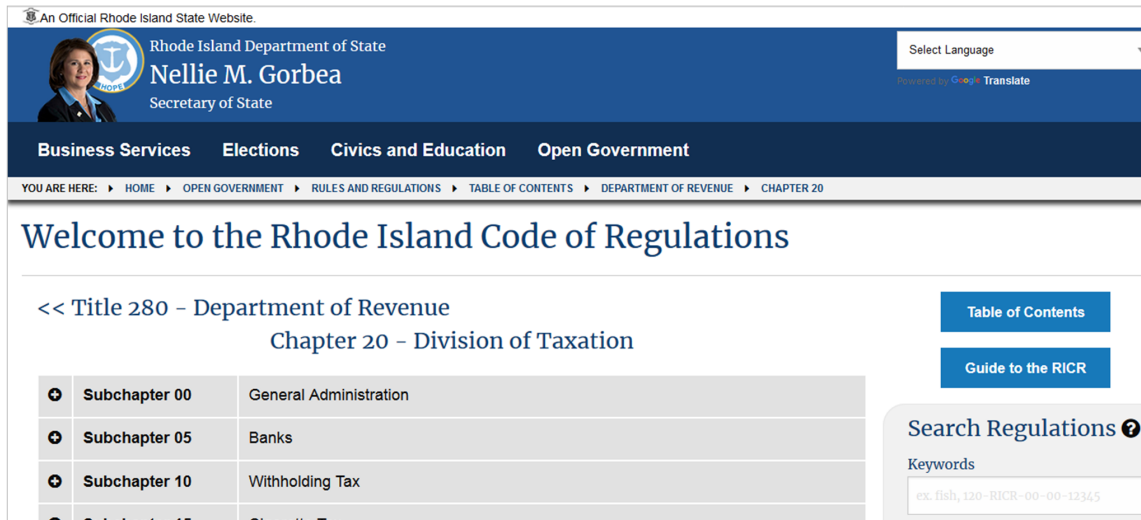 An Official Rhode Island State Website.
Rhode Island Department of State
Nellie M. Gorbea
Secretary of State
HOPE
Select Language
Powered by Google Translate
Business Services Elections Civics and Education Open Government
YOU ARE HERE: HOME OPEN GOVERNMENT RULES AND REGULATIONS TABLE OF CONTENTS DEPARTMENT OF REVENUE CHAPTER 20
Welcome to the Rhode Island Code of Regulations
<< Title 280 - Department of Revenue
Chapter 20 - Division of Taxation
Subchapter 00 General Administration
Subchapter 05 Banks
Subchapter 10 Withholding Tax
Table of Contents
Guide to the RICR
Search Regulations ?
Keywords
ex. fish, 120-RICR-00-00-12345